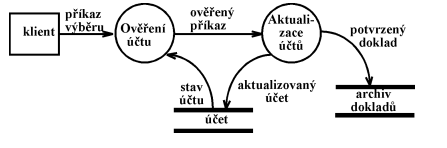 klient
příkaz
výběru
Ověření
účtu
ověřený
příkaz
Aktuali-
zace
účtů
potvrzený
doklad
stav
účtu
aktualizovaný
účet
účet
archiv
dokladů